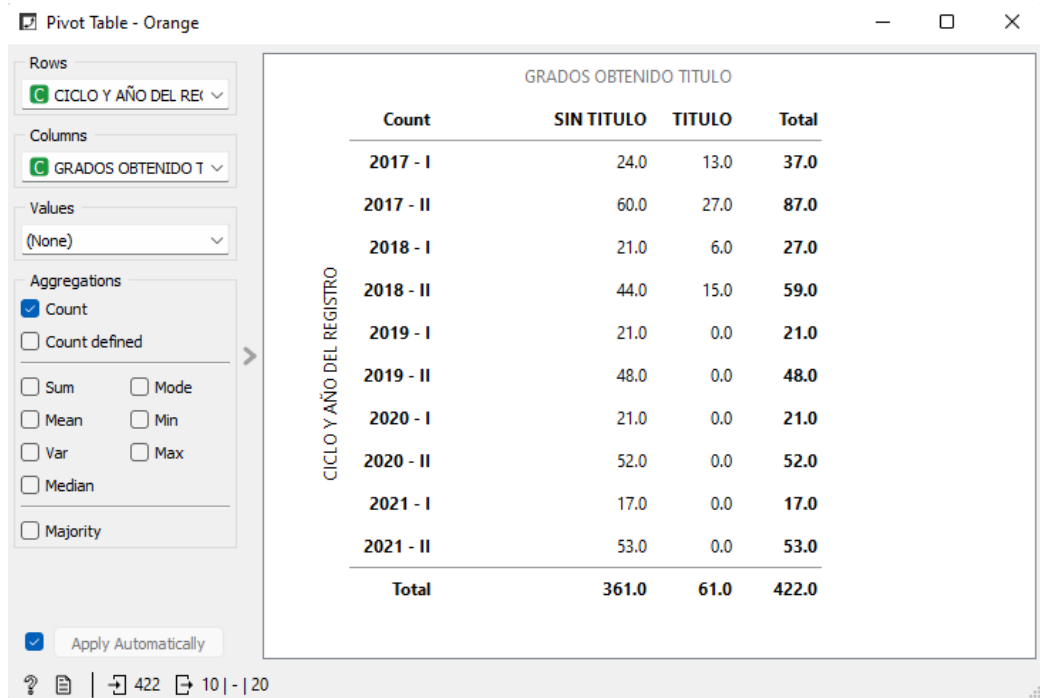 Pivot Table - Orange
Rows
C CICLO Y AÑO DEL RE(
Columns
C GRADOS OBTENIDO T
Values
(None)
Aggregations
Count
Count defined
Sum Mode
Mean Min
Var Max
Median
Majority
Apply Automatically
? 422 10 | - | 20
GRADOS OBTENIDO TITULO
CICLO Y AÑO DEL REGISTRO
Count SIN TITULO TITULO Total
2017 - I 24.0 13.0 37.0
2017 - II 60.0 27.0 87.0
2018 - I 21.0 6.0 27.0
2018 - II 44.0 15.0 59.0
2019 - I 21.0 0.0 21.0
2019 - II 48.0 0.0 48.0
2020 - I 21.0 0.0 21.0
2020 - II 52.0 0.0 52.0
2021 - I 17.0 0.0 17.0
2021 - II 53.0 0.0 53.0
Total 361.0 61.0 422.0